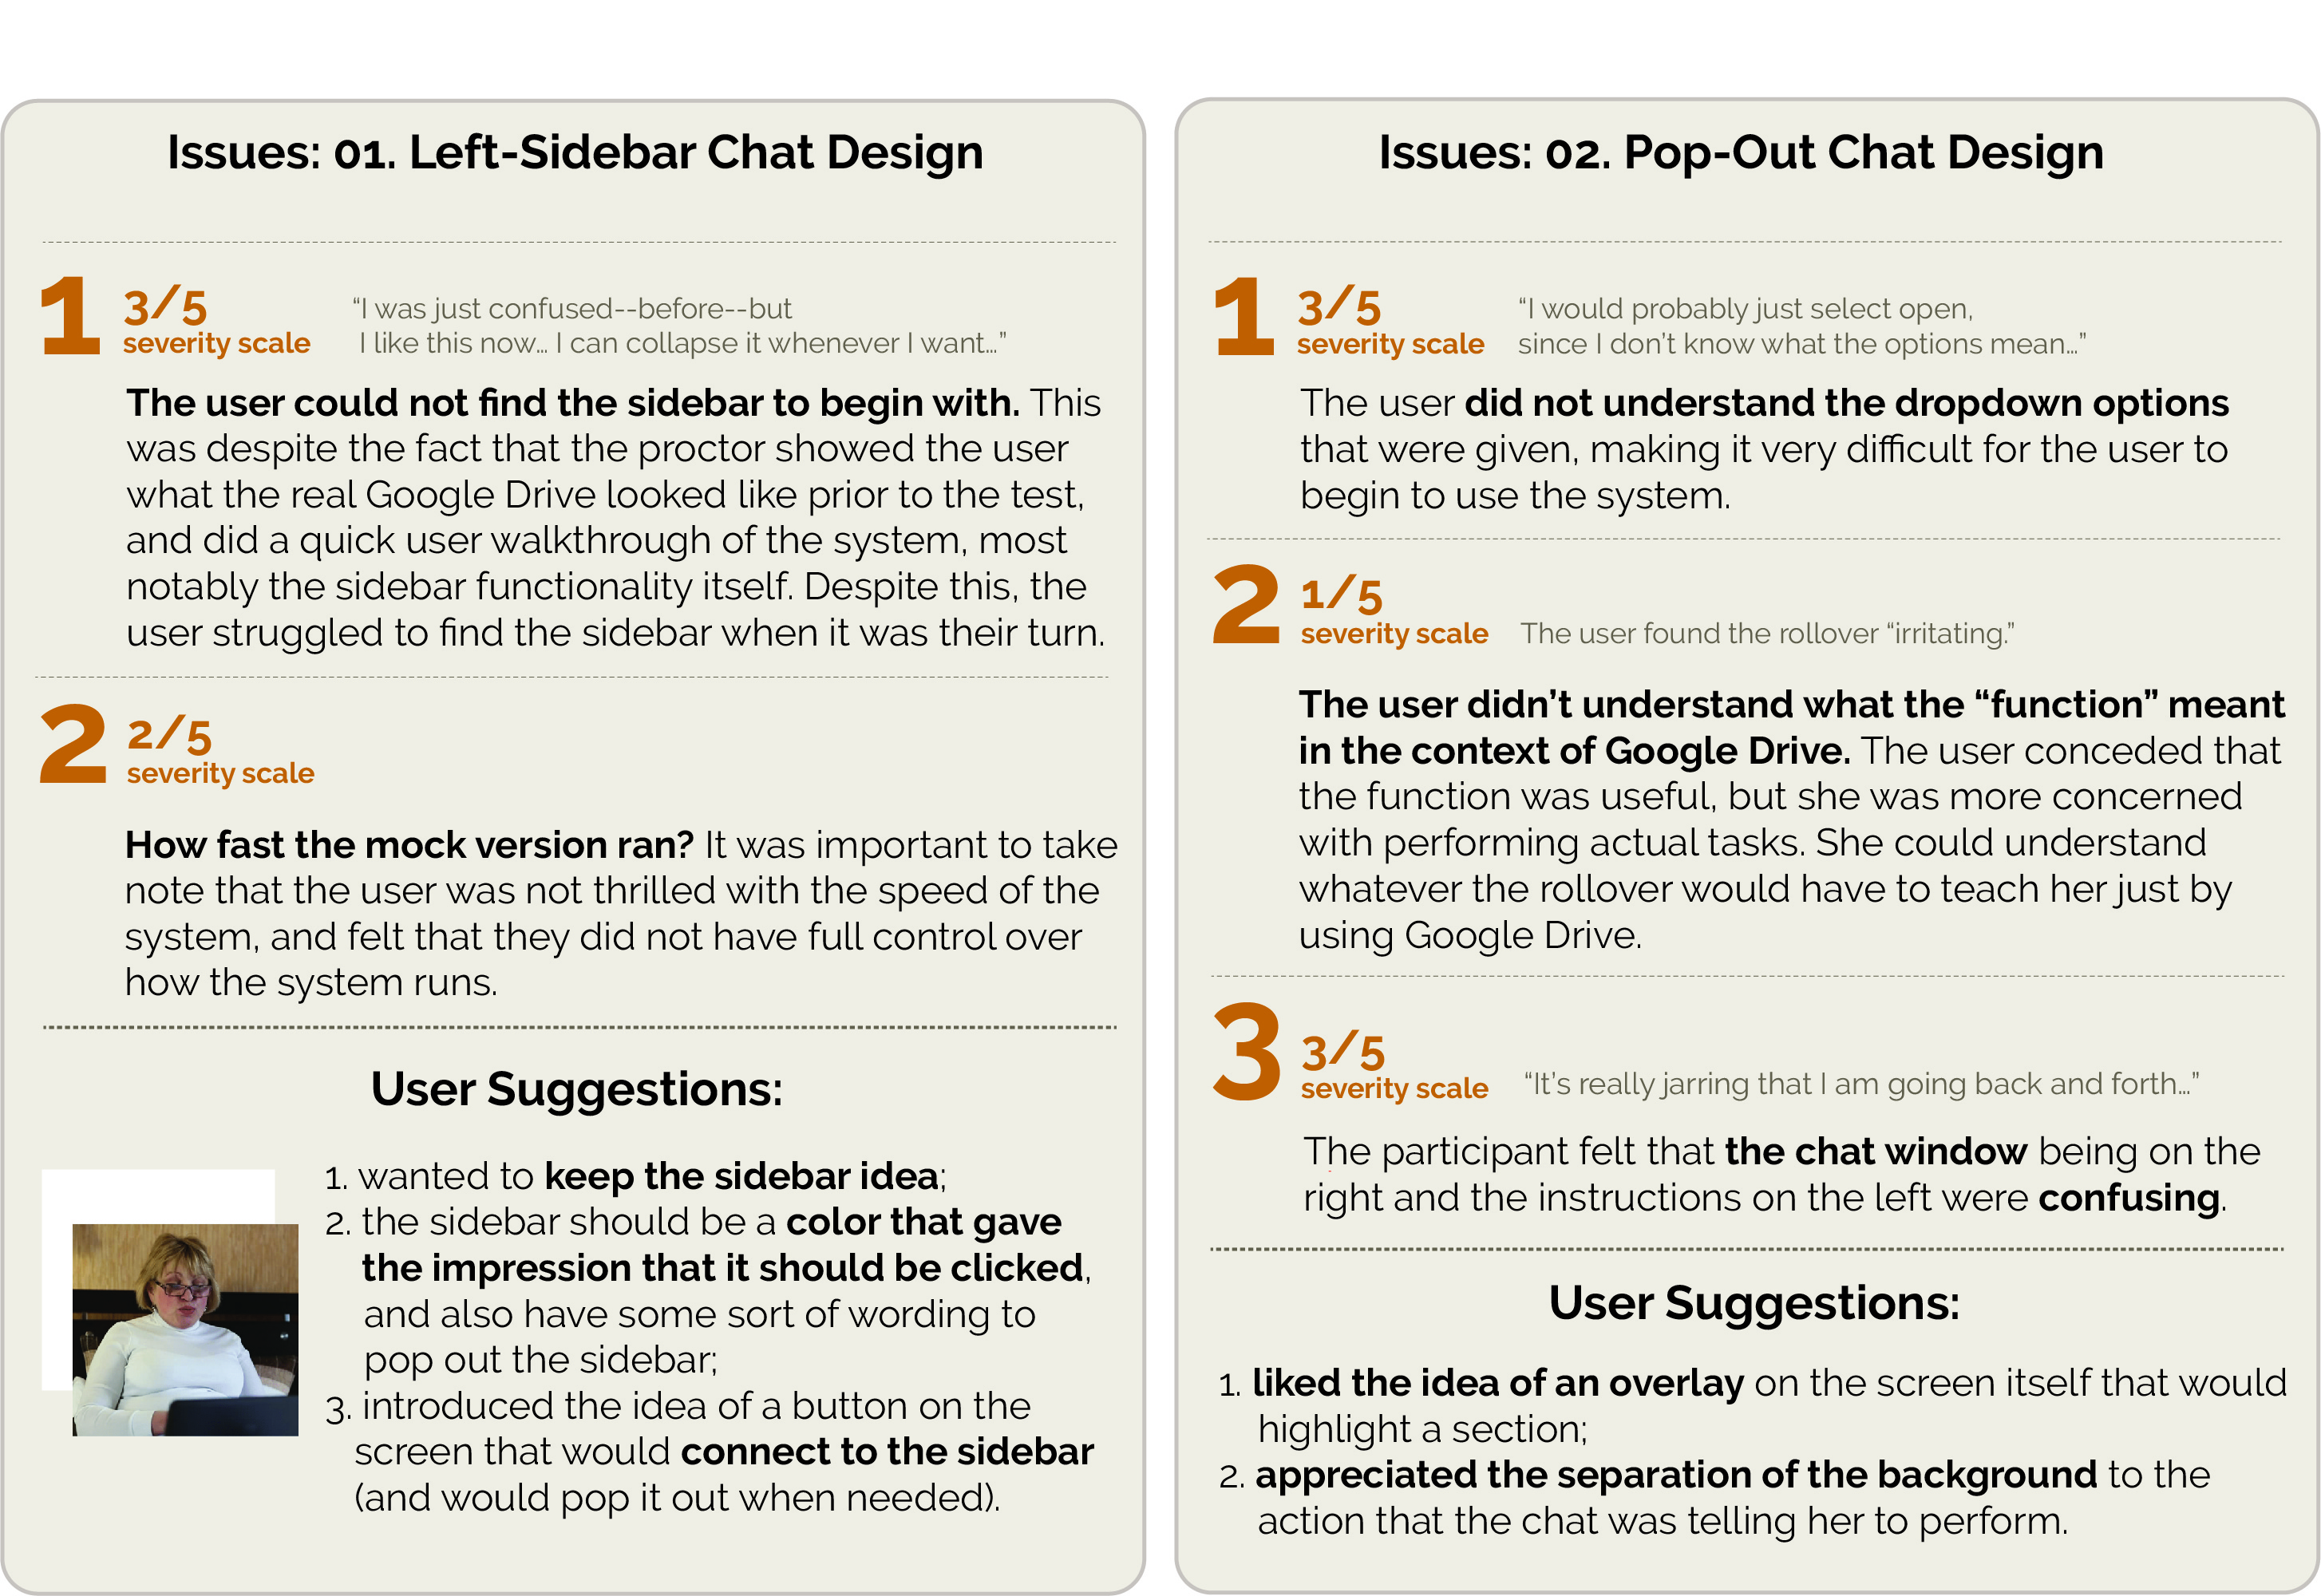 Issues: 01. Left-Sidebar Chat Design
1
3/5
severity scale
“I was just confused--before--but
I like this now... I can collapse it whenever I want...”
The user could not find the sidebar to begin with. This
was despite the fact that the proctor showed the user
what the real Google Drive looked like prior to the test,
and did a quick user walkthrough of the system, most
notably the sidebar functionality itself. Despite this, the
user struggled to find the sidebar when it was their turn.
2
2/5
severity scale
How fast the mock version ran? It was important to take
note that the user was not thrilled with the speed of the
system, and felt that they did not have full control over
how the system runs.
User Suggestions:
1. wanted to keep the sidebar idea;
2. the sidebar should be a color that gave
the impression that it should be clicked,
and also have some sort of wording to
pop out the sidebar;
3. introduced the idea of a button on the
screen that would connect to the sidebar
(and would pop it out when needed).
Issues: 02. Pop-Out Chat Design
1
3/5
severity scale
“I would probably just select open,
since I don’t know what the options mean...”
The user did not understand the dropdown options
that were given, making it very difficult for the user to
begin to use the system.
2
1/5
severity scale
The user found the rollover “irritating.”
The user didn’t understand what the “function” meant
in the context of Google Drive. The user conceded that
the function was useful, but she was more concerned
with performing actual tasks. She could understand
whatever the rollover would have to teach her just by
using Google Drive.
3
3/5
severity scale
“It’s really jarring that I am going back and forth...”
The participant felt that the chat window being on the
right and the instructions on the left were confusing.
User Suggestions:
1. liked the idea of an overlay on the screen itself that would
highlight a section;
2. appreciated the separation of the background to the
action that the chat was telling her to perform.